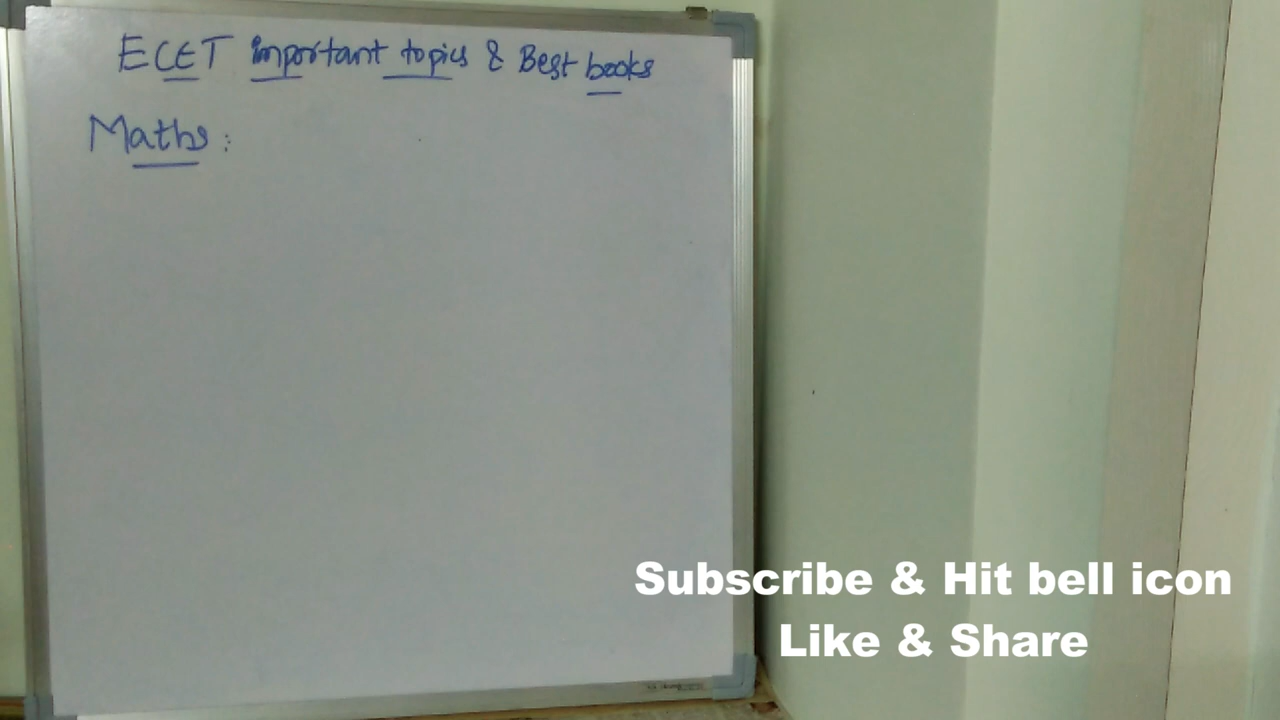 ECET Important topics & Best books
Maths:
Subscribe & Hit bell icon
Like & Share